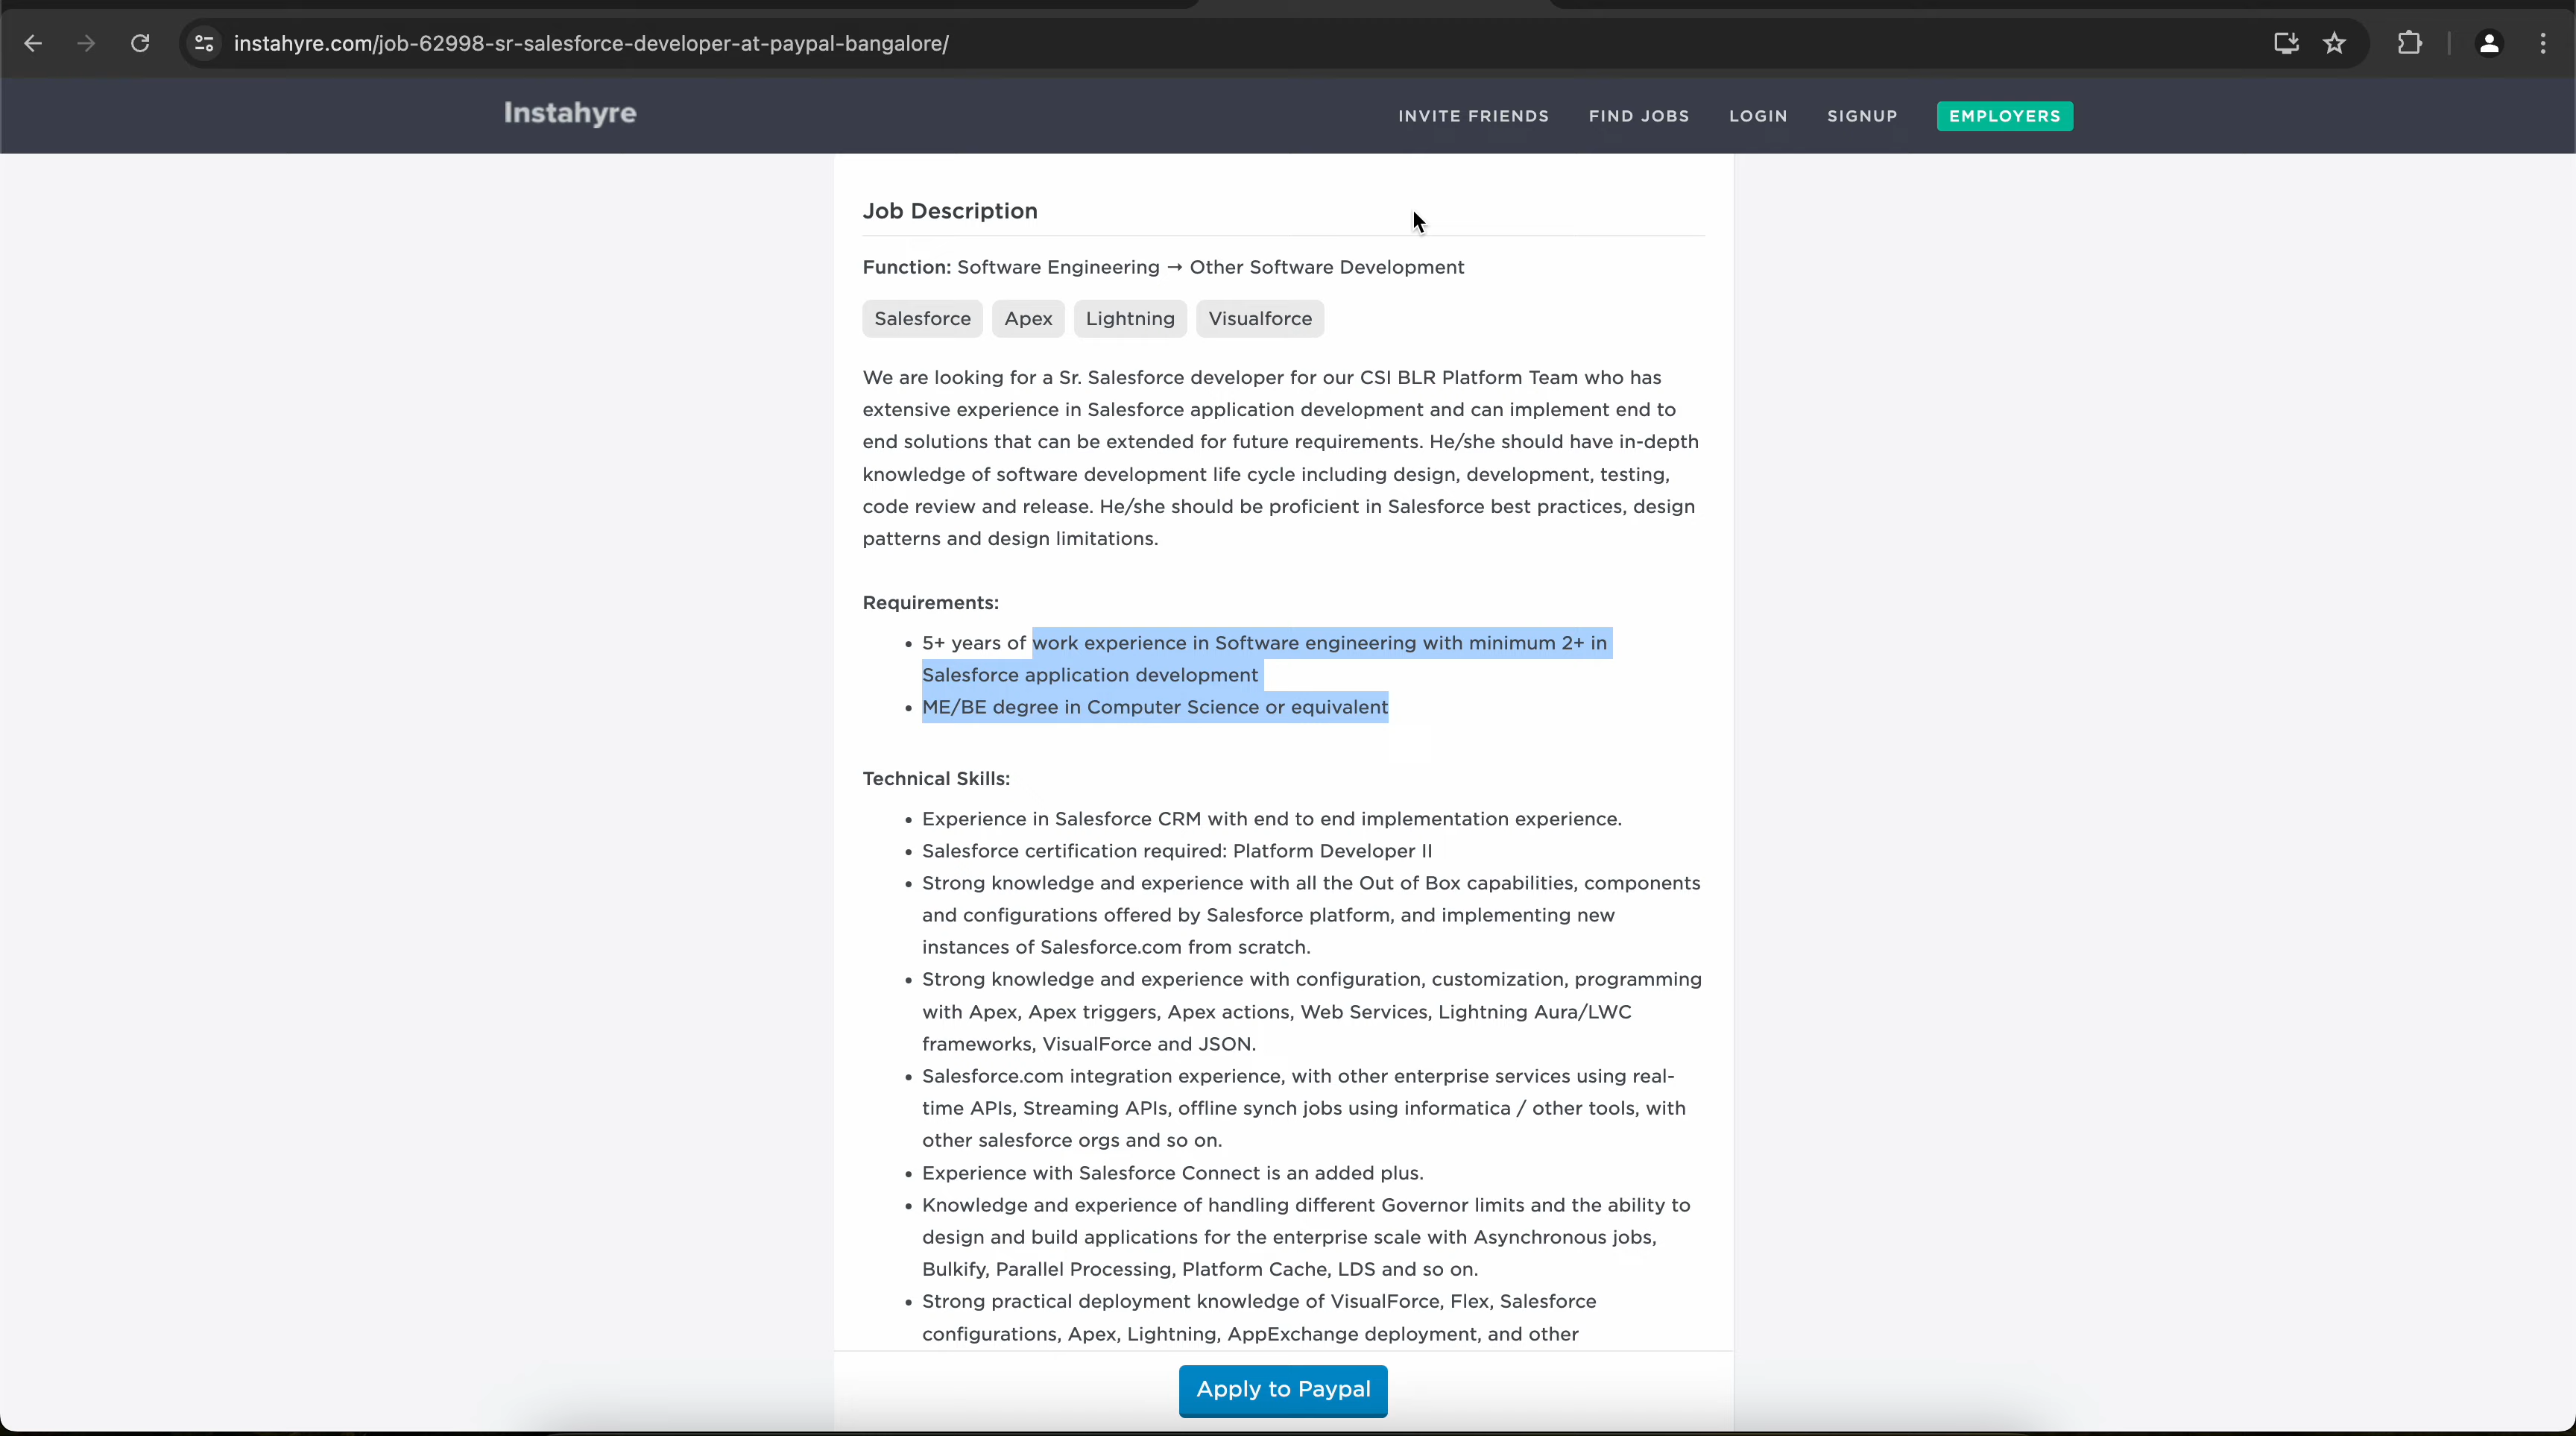 instahyre.com/job-62998-sr-salesforce-developer-at-paypal-bangalore/
Instahyre
INVITE FRIENDS
FIND JOBS
LOGIN
SIGNUP
EMPLOYERS
Job Description
Function: Software Engineering → Other Software Development
Salesforce
Apex
Lightning
Visualforce
We are looking for a Sr. Salesforce developer for our CSI BLR Platform Team who has
extensive experience in Salesforce application development and can implement end to
end solutions that can be extended for future requirements. He/she should have in-depth
knowledge of software development life cycle including design, development, testing,
code review and release. He/she should be proficient in Salesforce best practices, design
patterns and design limitations.
Requirements:
• 5+ years of work experience in Software engineering with minimum 2+ in
Salesforce application development
• ME/BE degree in Computer Science or equivalent
Technical Skills:
• Experience in Salesforce CRM with end to end implementation experience.
• Salesforce certification required: Platform Developer II
• Strong knowledge and experience with all the Out of Box capabilities, components
and configurations offered by Salesforce platform, and implementing new
instances of Salesforce.com from scratch.
• Strong knowledge and experience with configuration, customization, programming
with Apex, Apex triggers, Apex actions, Web Services, Lightning Aura/LWC
frameworks, VisualForce and JSON.
• Salesforce.com integration experience, with other enterprise services using real-
time APIs, Streaming APIs, offline synch jobs using informatica / other tools, with
other salesforce orgs and so on.
• Experience with Salesforce Connect is an added plus.
• Knowledge and experience of handling different Governor limits and the ability to
design and build applications for the enterprise scale with Asynchronous jobs,
Bulkify, Parallel Processing, Platform Cache, LDS and so on.
• Strong practical deployment knowledge of VisualForce, Flex, Salesforce
configurations, Apex, Lightning, AppExchange deployment, and other
Apply to Paypal